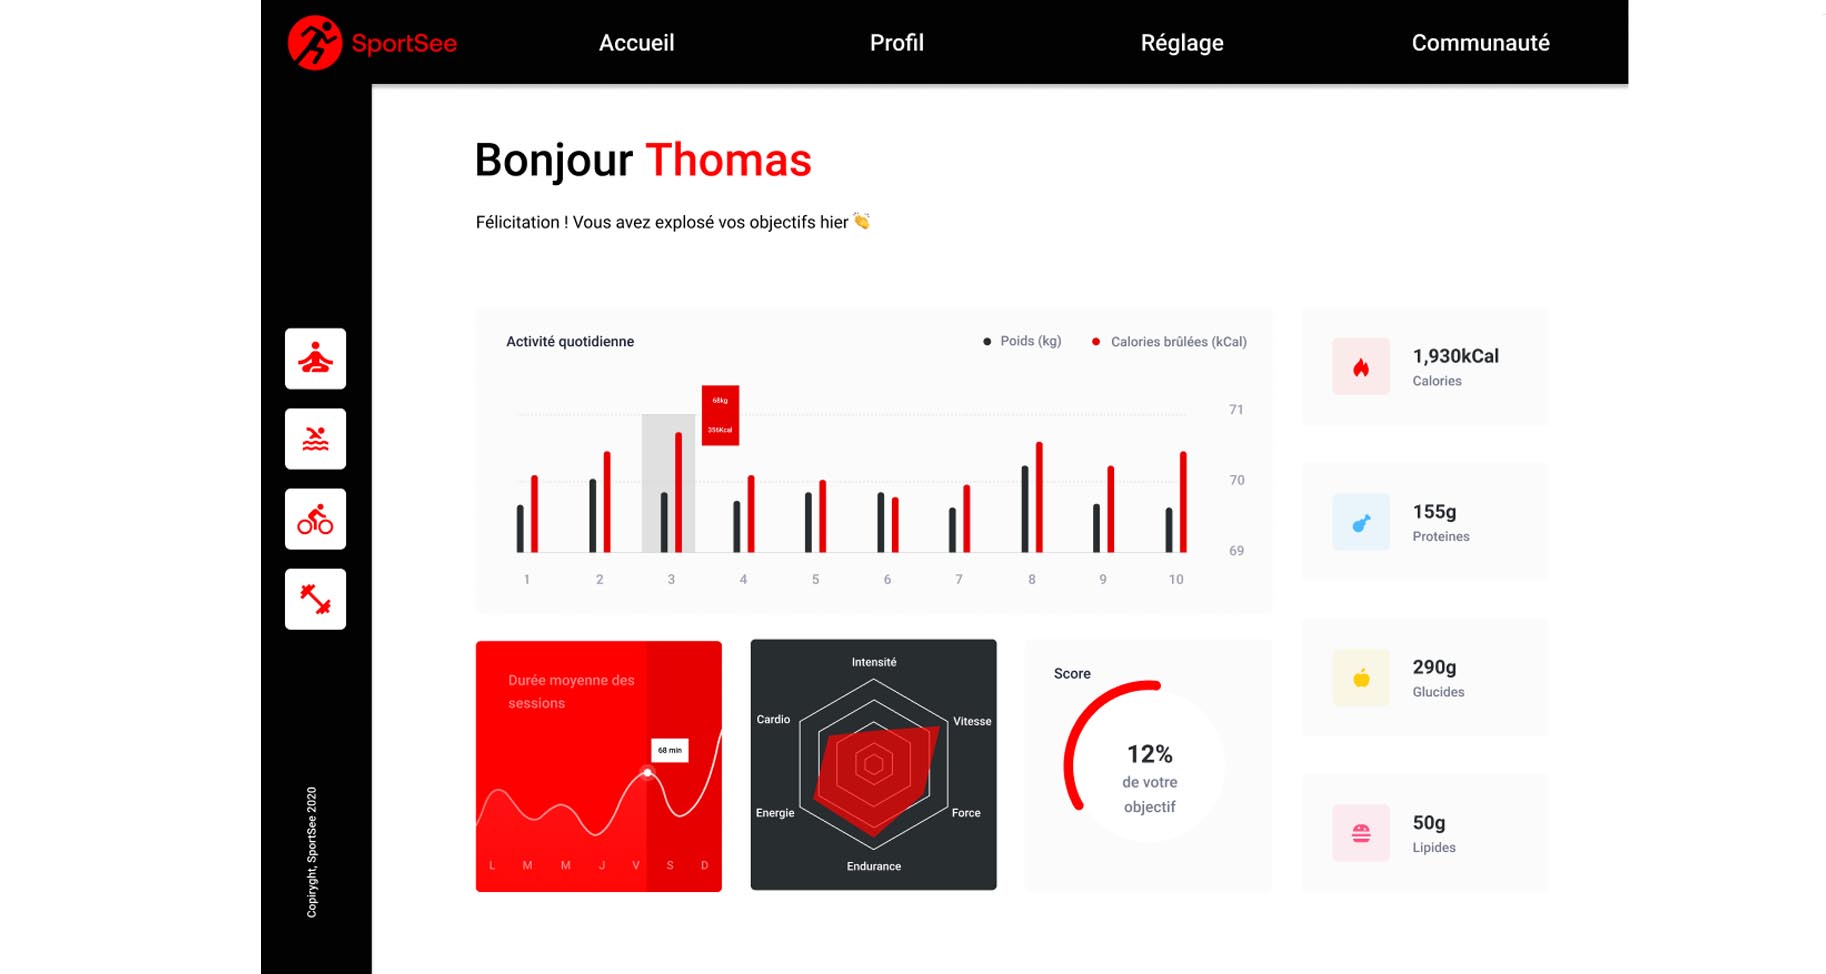 SportSee
Accueil
Profil
Réglage
Communauté
Bonjour Thomas
Félicitation ! Vous avez explosé vos objectifs hier 👏
Activité quotidienne
Poids (kg)
Calories brûlées (kCal)
68kg
356Kcal
71
70
69
1
2
3
4
5
6
7
8
9
10
1,930kCal
Calories
155g
Proteines
290g
Glucides
50g
Lipides
Durée moyenne des
sessions
68 min
L
M
M
J
V
S
D
Intensité
Vitesse
Force
Endurance
Energie
Cardio
Score
12%
de votre
objectif
Copiryght, SportSee 2020